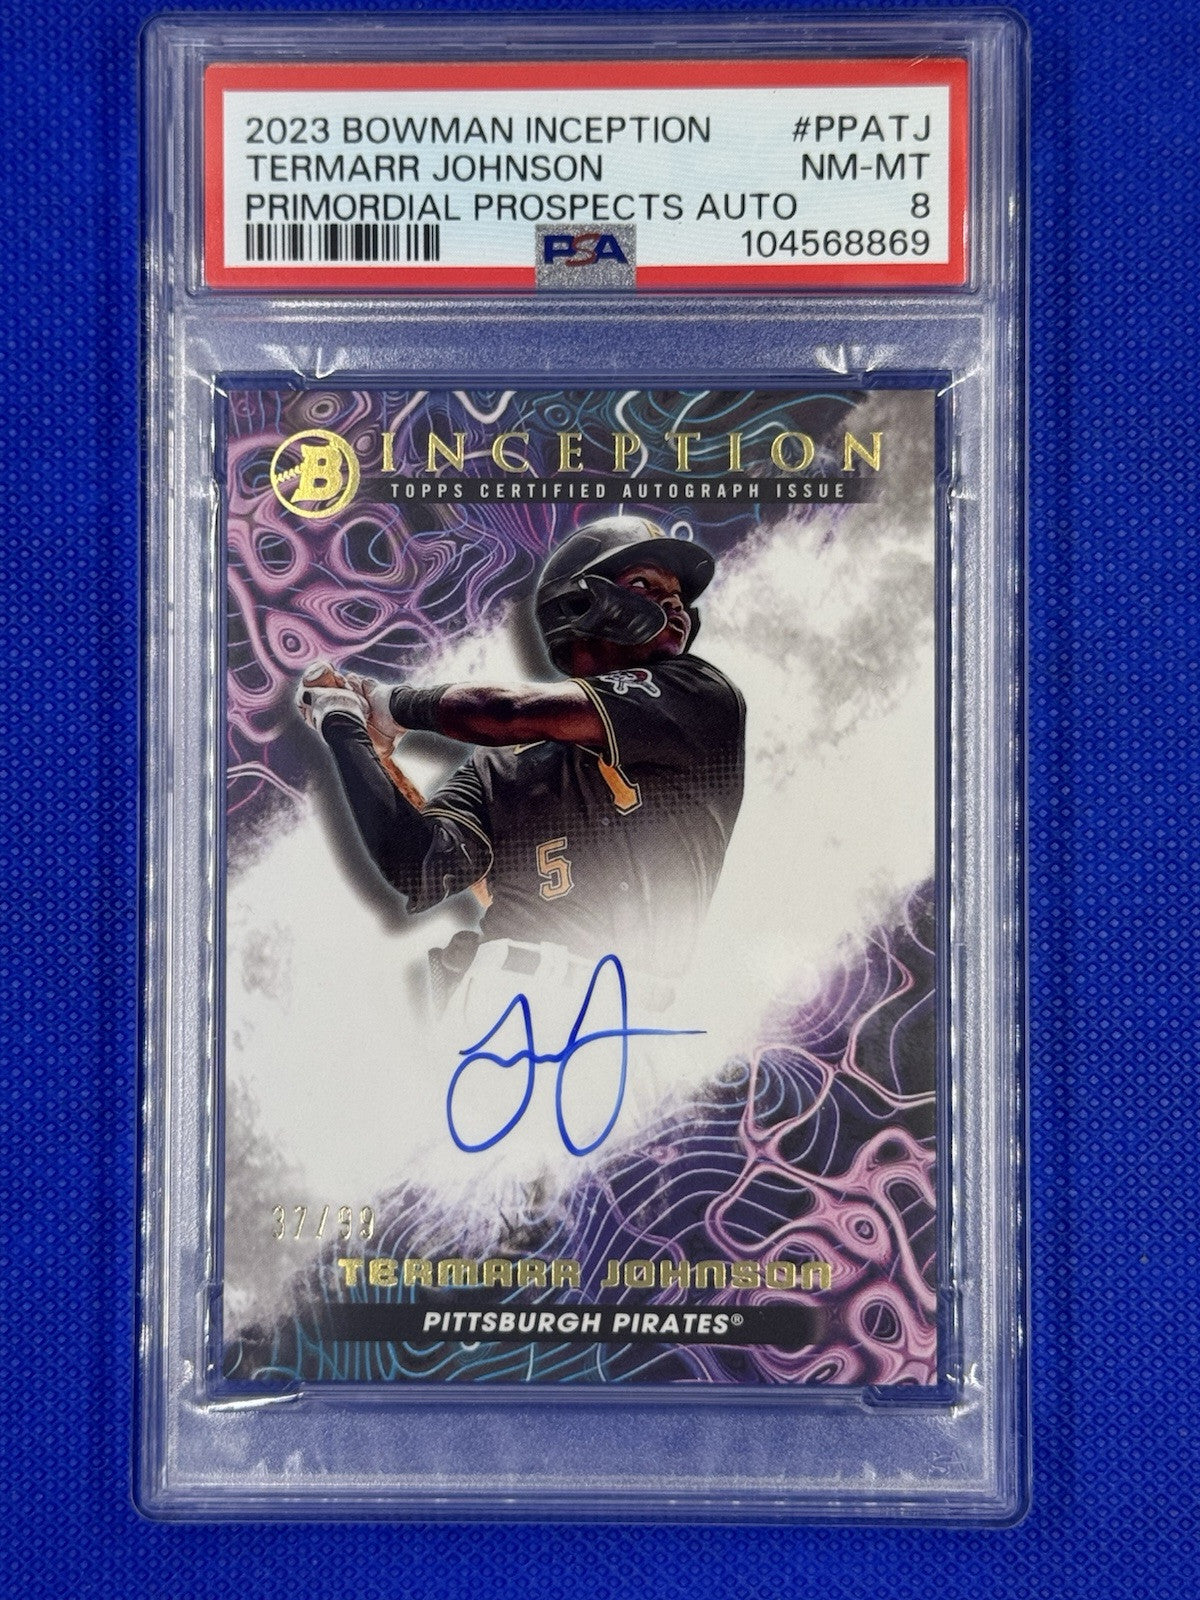 2023 BOWMAN INCEPTION #PPATJ
TERMARR JOHNSON NM-MT
PRIMORDIAL PROSPECTS AUTO 8
PSA 104568869
B INCEPTION
TOPPS CERTIFIED AUTOGRAPH ISSUE
5
37/99
TERMARR JOHNSON
PITTSBURGH PIRATES®